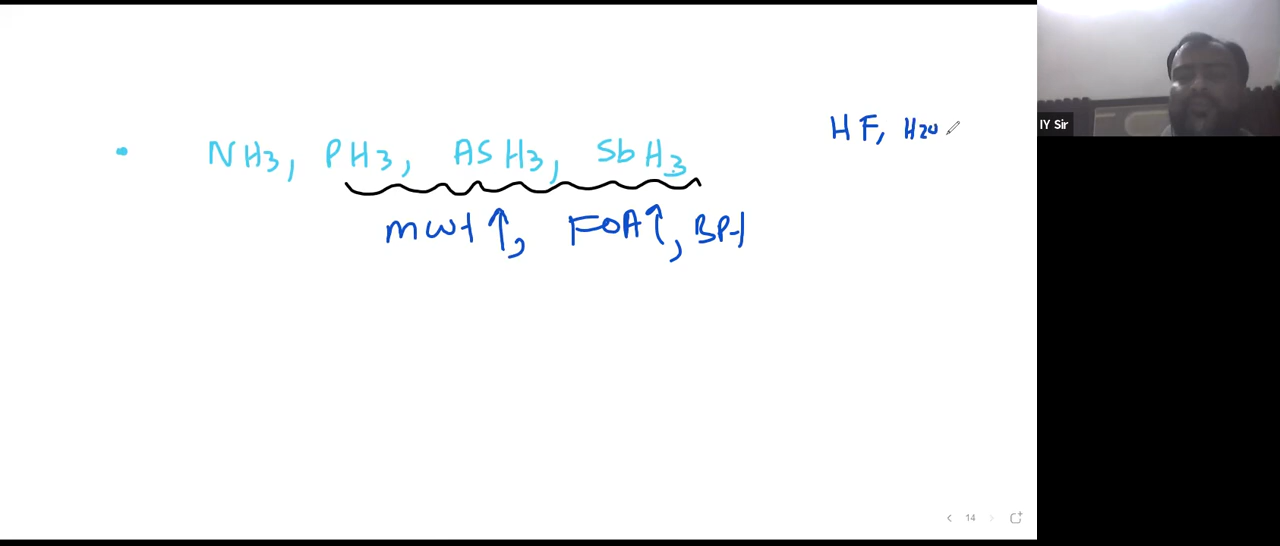 HF, H2O
• NH3, PH3, ASH3, SbH3
mwt ↑, FOA↑, BP↑
IY Sir
14